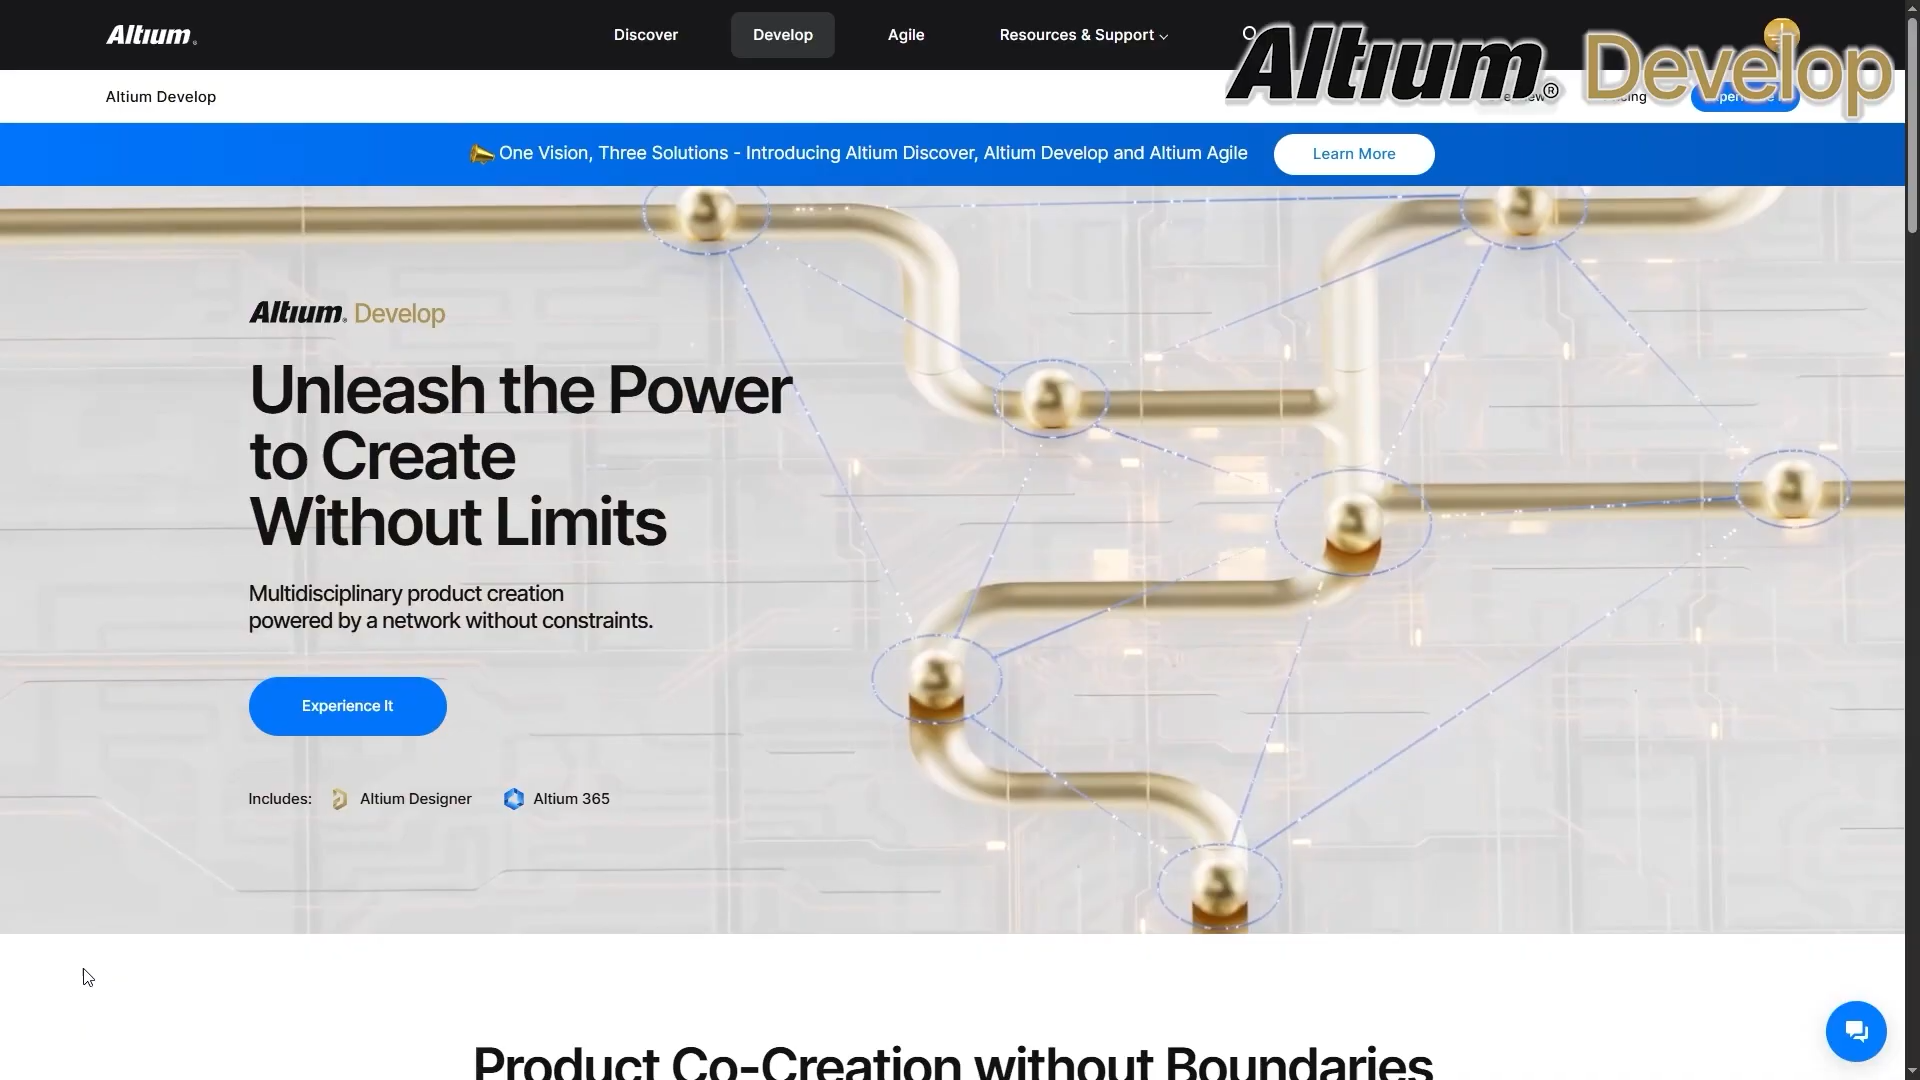 Altium®
Discover
Develop
Agile
Resources & Support
Altium® Develop
Altium Develop
One Vision, Three Solutions - Introducing Altium Discover, Altium Develop and Altium Agile
Learn More
Altium. Develop
Unleash the Power
to Create
Without Limits
Multidisciplinary product creation
powered by a network without constraints.
Experience It
Includes:
Altium Designer
Altium 365
Product Co-Creation without Boundaries